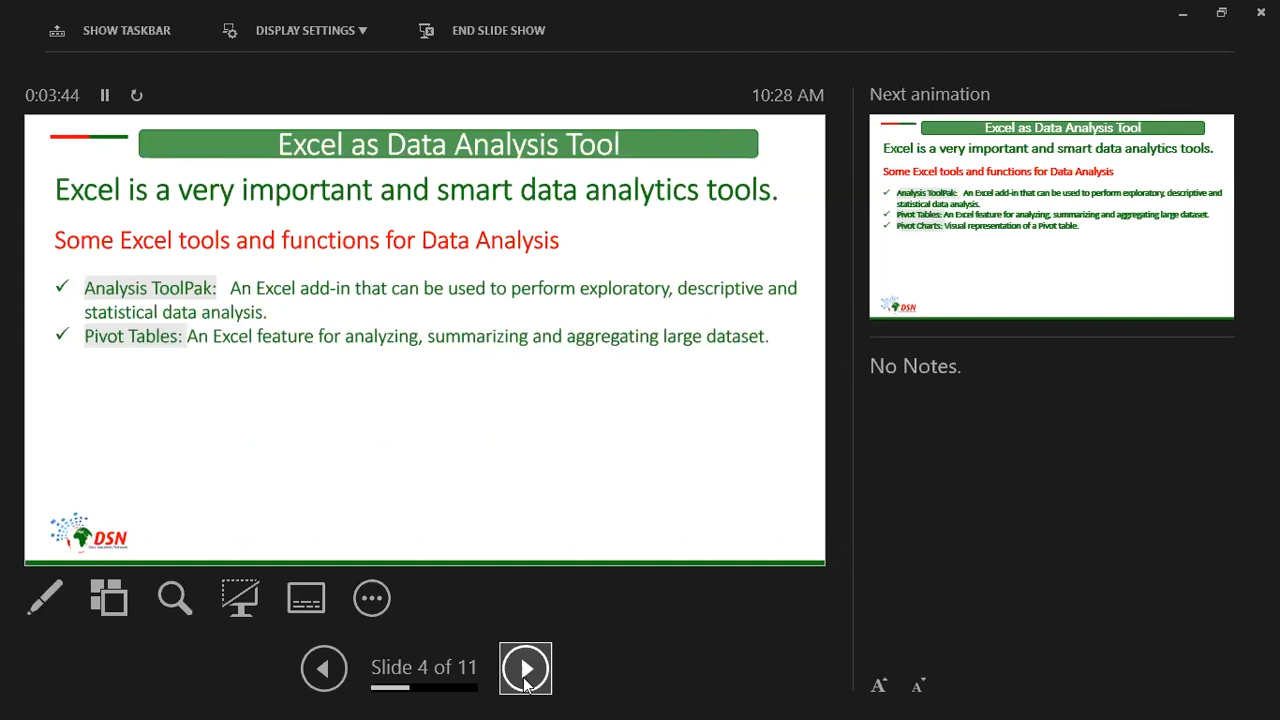 SHOW TASKBAR
DISPLAY SETTINGS ▼
END SLIDE SHOW
0:03:44
10:28 AM
Excel as Data Analysis Tool
Excel is a very important and smart data analytics tools.
Some Excel tools and functions for Data Analysis
✓ Analysis ToolPak: An Excel add-in that can be used to perform exploratory, descriptive and
statistical data analysis.
✓ Pivot Tables: An Excel feature for analyzing, summarizing and aggregating large dataset.
DSN
Slide 4 of 11
Next animation
Excel as Data Analysis Tool
Excel is a very important and smart data analytics tools.
Some Excel tools and functions for Data Analysis
✓ Analysis ToolPak: An Excel add-in that can be used to perform exploratory, descriptive and
statistical data analysis.
✓ Pivot Tables: An Excel feature for analyzing, summarizing and aggregating large dataset.
✓ Pivot Charts: Visual representation of a Pivot table.
DSN
No Notes.
A A